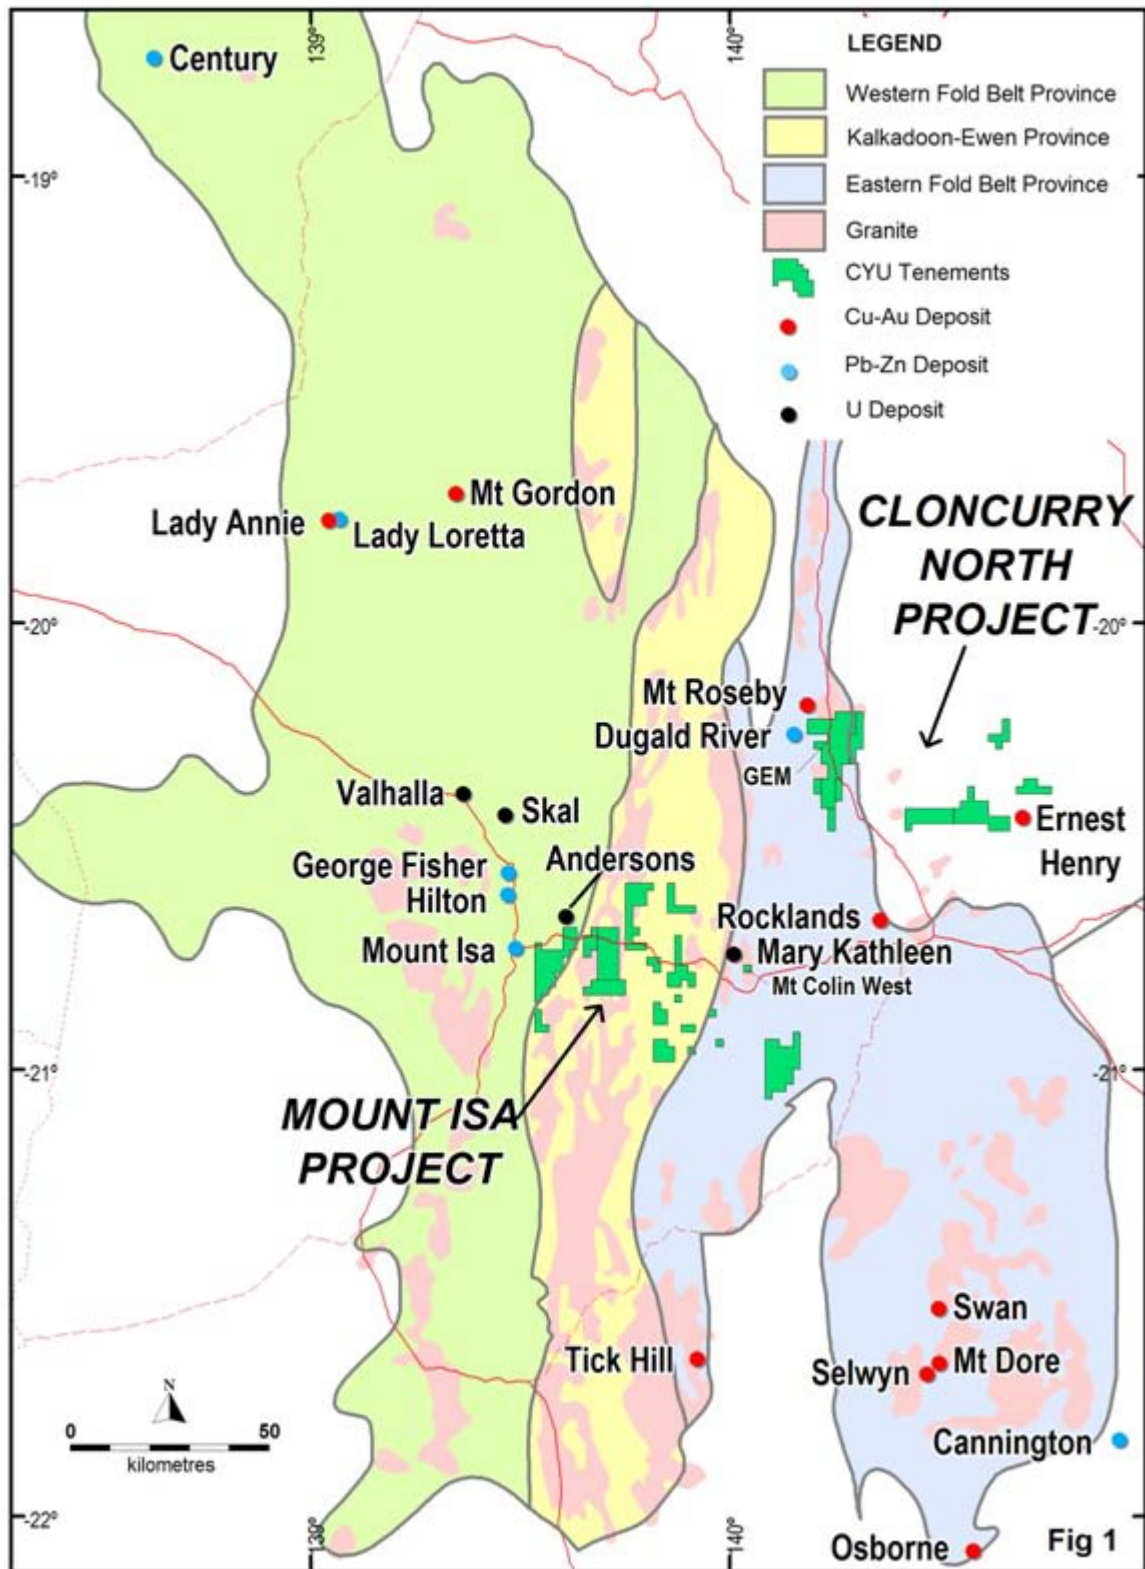 139°
140°
LEGEND
Century
Western Fold Belt Province
Kalkadoon-Ewen Province
-19°
Eastern Fold Belt Province
Granite
CYU Tenements
Cu-Au Deposit
Pb-Zn Deposit
U Deposit
Mt Gordon
Lady Annie
Lady Loretta
CLONCURRY
NORTH
PROJECT
-20°
-20°
Mt Roseby
Dugald River
GEM
Valhalla
Skal
Ernest
Henry
Andersons
George Fisher
Hilton
Rocklands
Mount Isa
Mary Kathleen
Mt Colin West
-21°
-21°
MOUNT ISA
PROJECT
Swan
Tick Hill
Mt Dore
Selwyn
N
0 50
kilometres
Cannington
-22°
139°
140°
Osborne
Fig 1